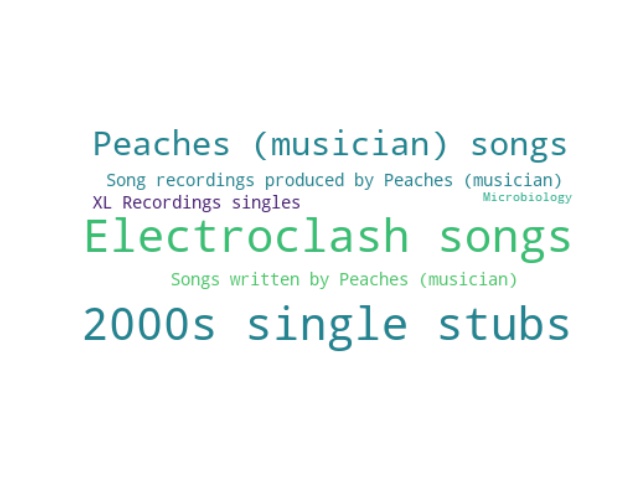 Peaches (musician) songs
Song recordings produced by Peaches (musician)
XL Recordings singles
Microbiology
Electroclash songs
Songs written by Peaches (musician)
2000s single stubs